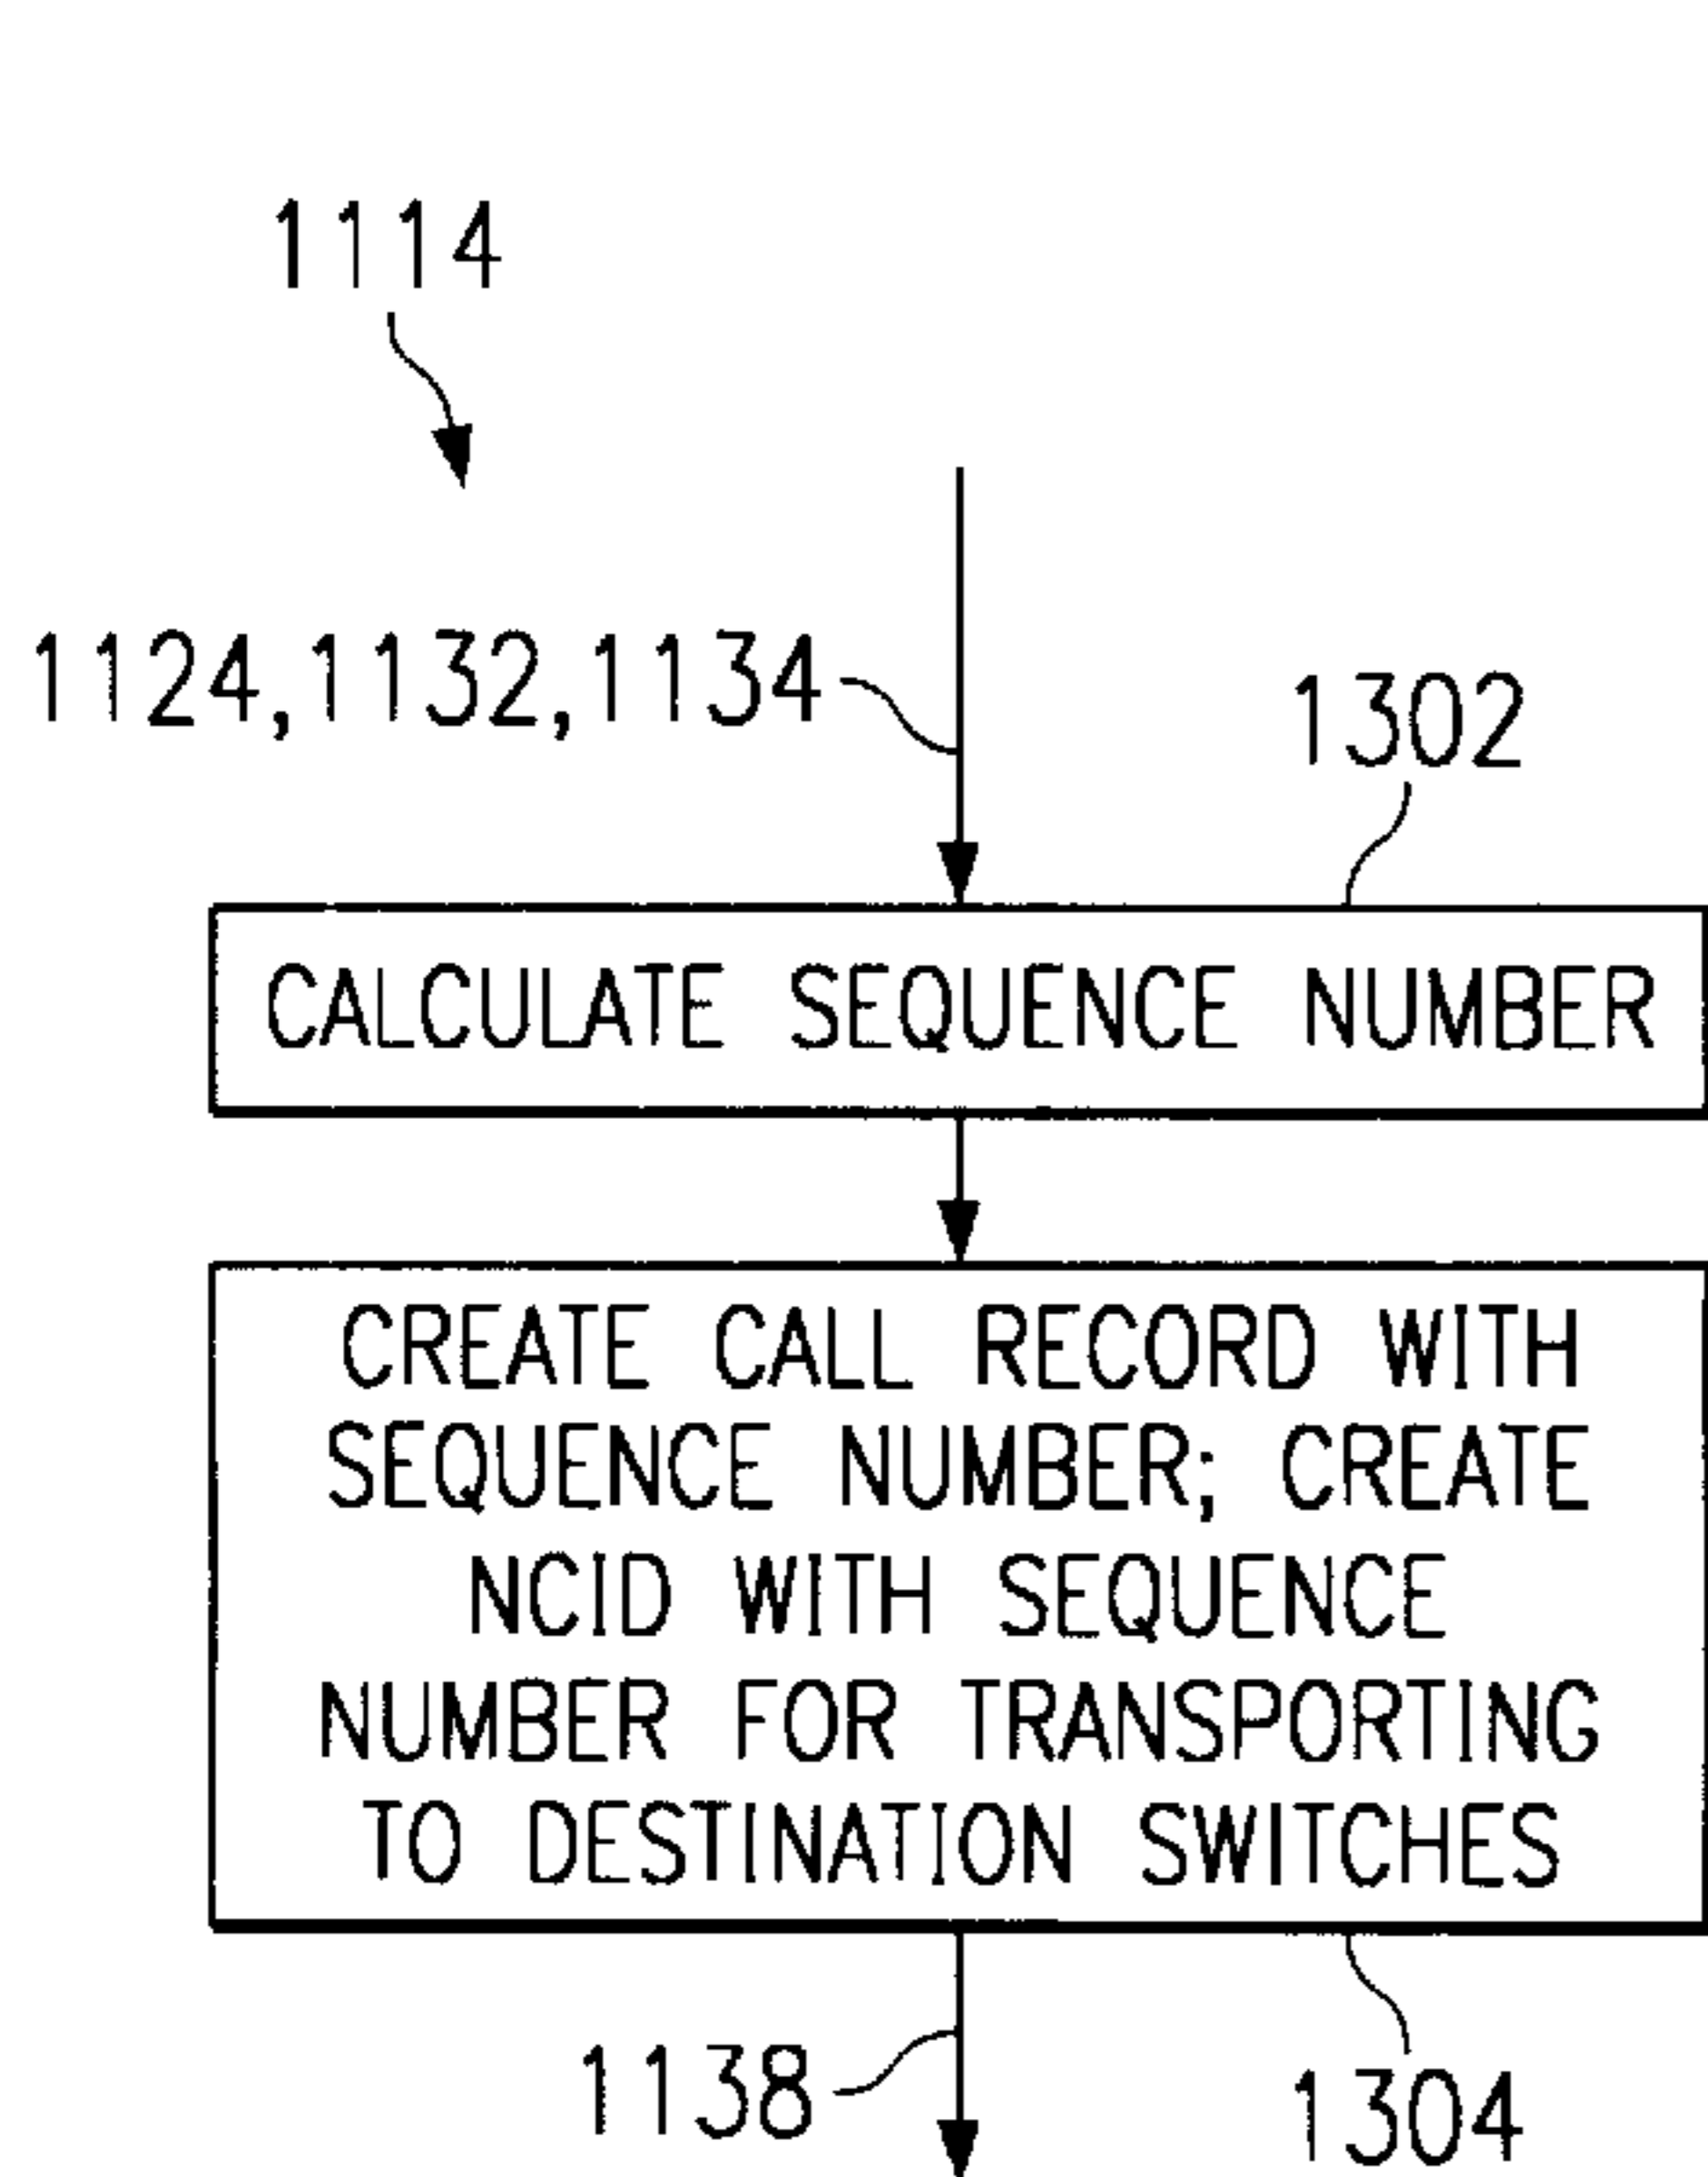 1114
1124,1132,1134
1302
CALCULATE SEQUENCE NUMBER
CREATE CALL RECORD WITH
SEQUENCE NUMBER; CREATE
NCID WITH SEQUENCE
NUMBER FOR TRANSPORTING
TO DESTINATION SWITCHES
1138
1304